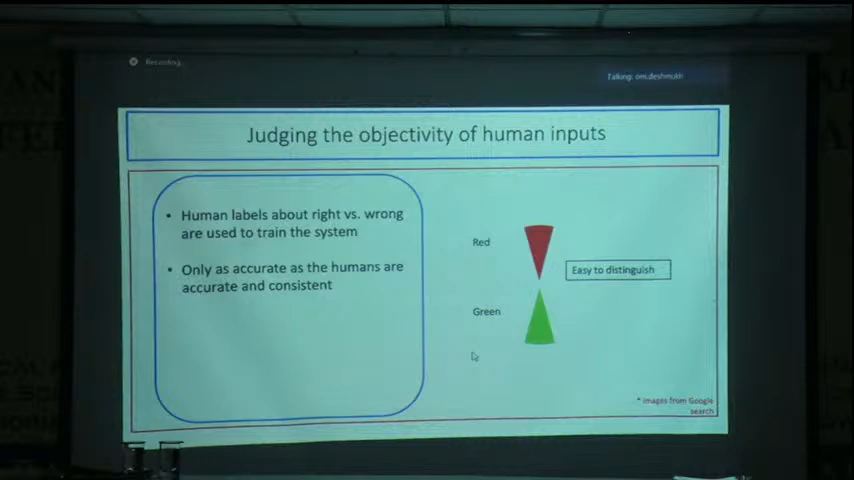 Recording...
Talking: om.deshmukh
Judging the objectivity of human inputs
• Human labels about right vs. wrong
are used to train the system
• Only as accurate as the humans are
accurate and consistent
Red
Easy to distinguish
Green
* Images from Google
search